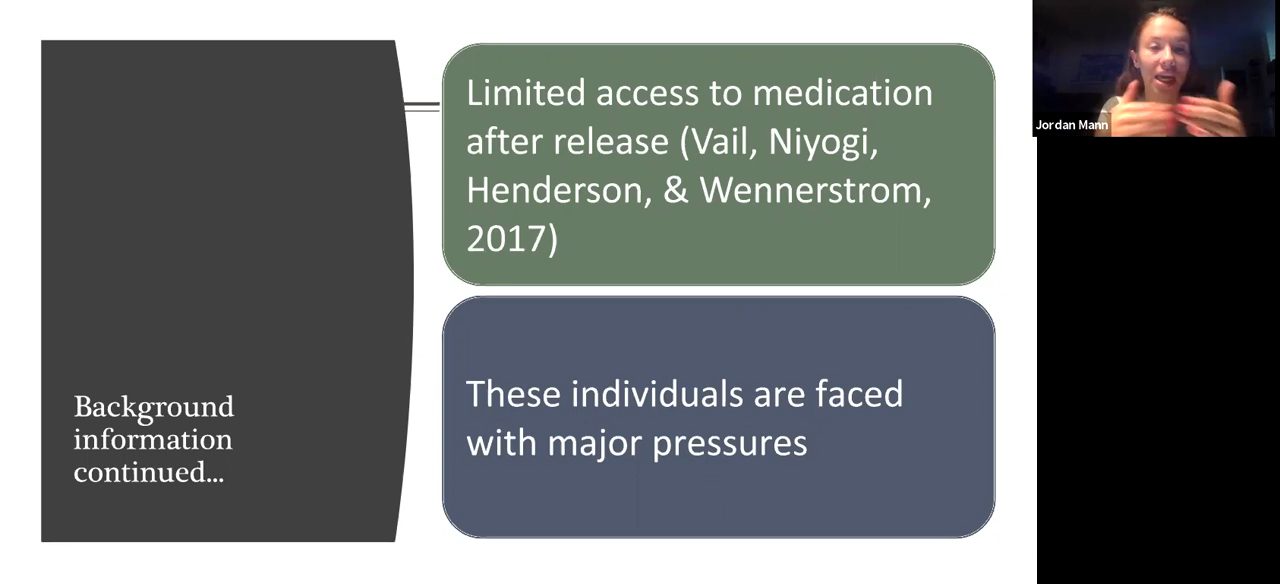 Background
information
continued...
Limited access to medication
after release (Vail, Niyogi,
Henderson, & Wennerstrom,
2017)
These individuals are faced
with major pressures
Jordan Mann